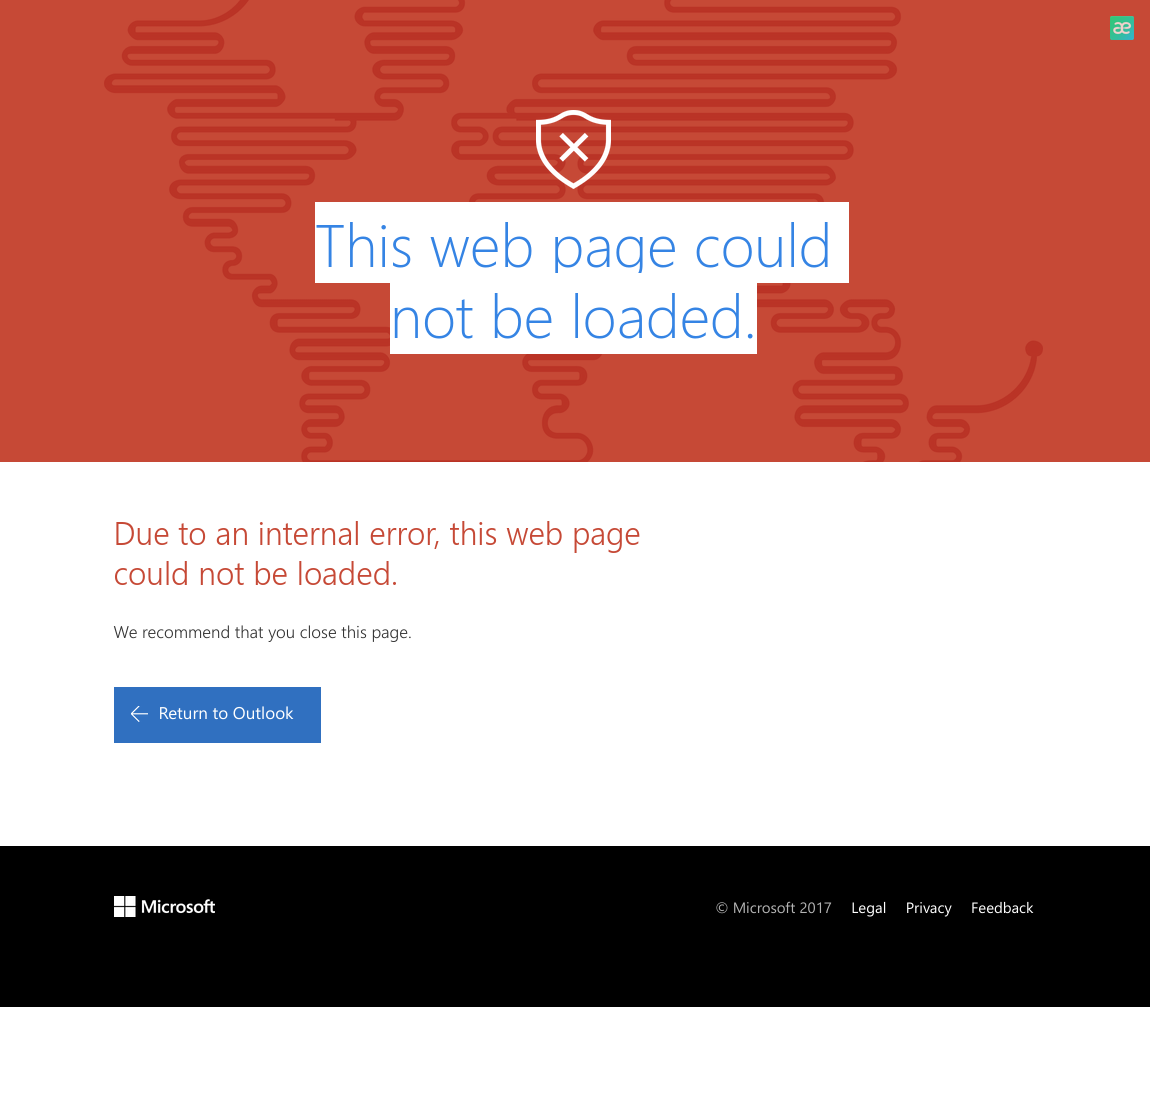 æ
This web page could
not be loaded.
Due to an internal error, this web page
could not be loaded.
We recommend that you close this page.
Return to Outlook
Microsoft
© Microsoft 2017 Legal Privacy Feedback